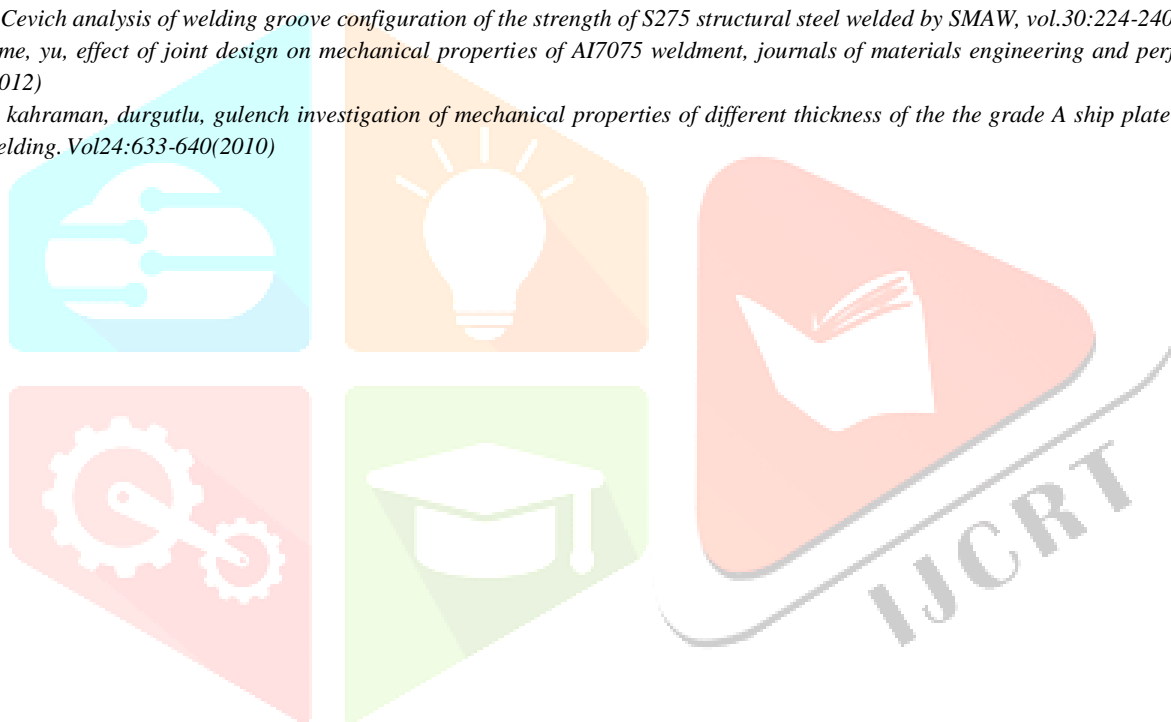 Cevich analysis of welding groove configuration of the strength of S275 structural steel welded by SMAW, vol.30:224-240
me, yu, effect of joint design on mechanical properties of AI7075 weldment, journals of materials engineering and perf
012)
kahraman, durgutlu, gulench investigation of mechanical properties of different thickness of the the grade A ship plate
elding. Vol24:633-640(2010)
IJCRT